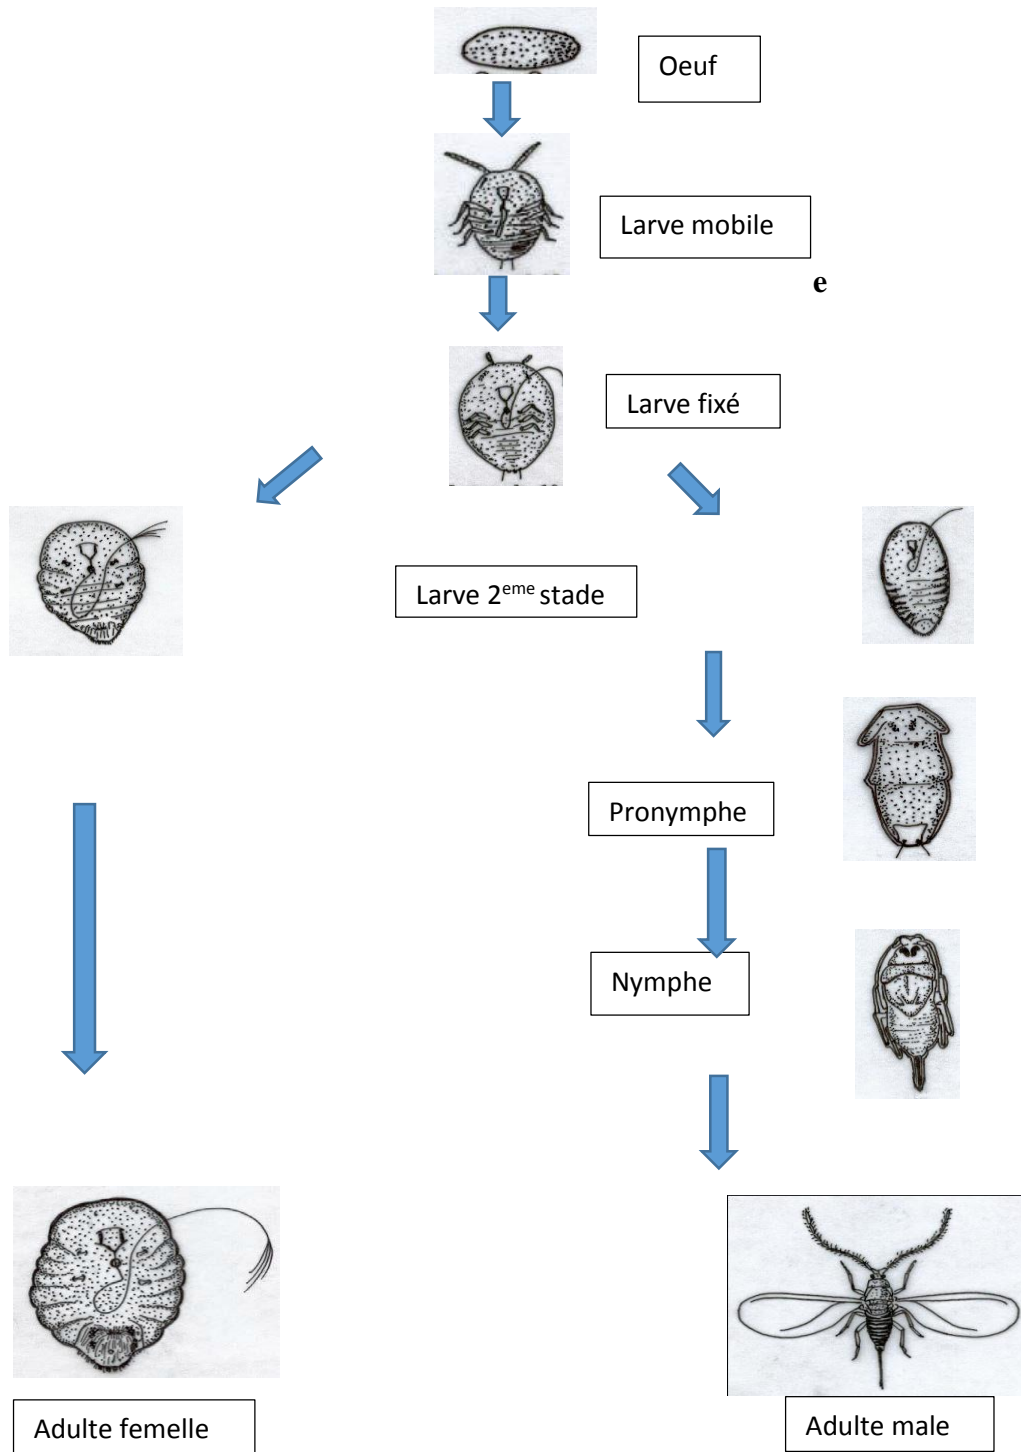 Oeuf
Larve mobile
e
Larve fixé
Larve 2eme stade
Pronymphe
Nymphe
Adulte femelle
Adulte male